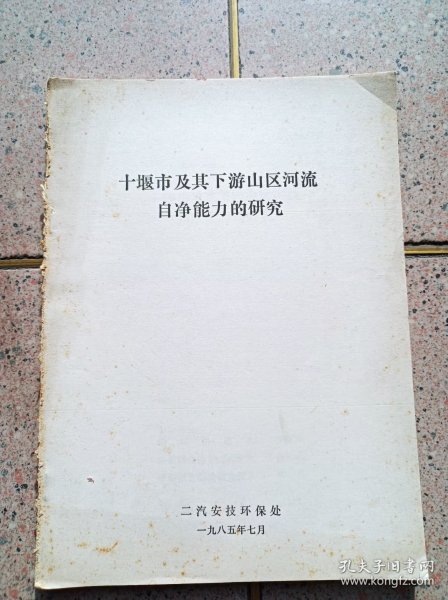 十堰市及其下游山区河流
自净能力的研究
二汽安技环保处
一九八五年七月
孔夫子旧书网
www.kongfz.com